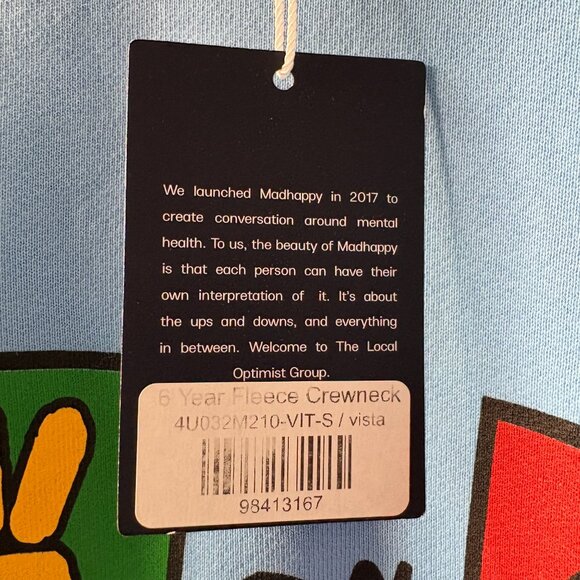 We launched Madhappy in 2017 to
create conversation around mental
health. To us, the beauty of Madhappy
is that each person can have their
own interpretation of it. It's about
the ups and downs, and everything
in between. Welcome to The Local
Optimist Group.
6 Year Fleece Crewneck
4U032M210-VIT-S / vista
98413167